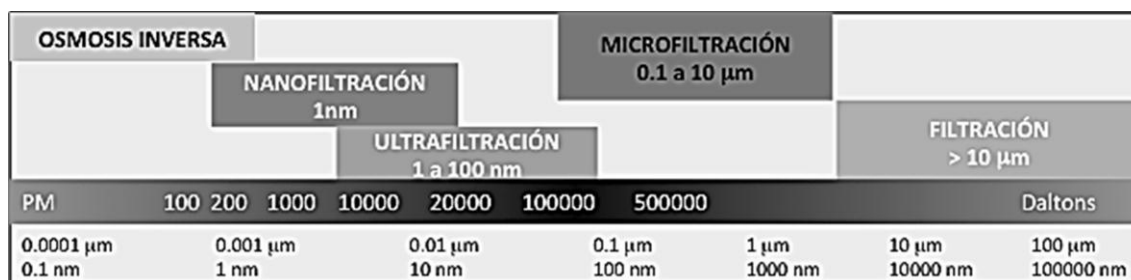 OSMOSIS INVERSA
MICROFILTRACIÓN
0.1 a 10 μm
NANOFILTRACIÓN
1nm
FILTRACIÓN
> 10 μm
ULTRAFILTRACIÓN
1 a 100 nm
PM 100 200 1000 10000 20000 100000 500000 Daltons
0.0001 μm 0.001 μm 0.01 μm 0.1 μm 1 μm 10 μm 100 μm
0.1 nm 1 nm 10 nm 100 nm 1000 nm 10000 nm 100000 nm